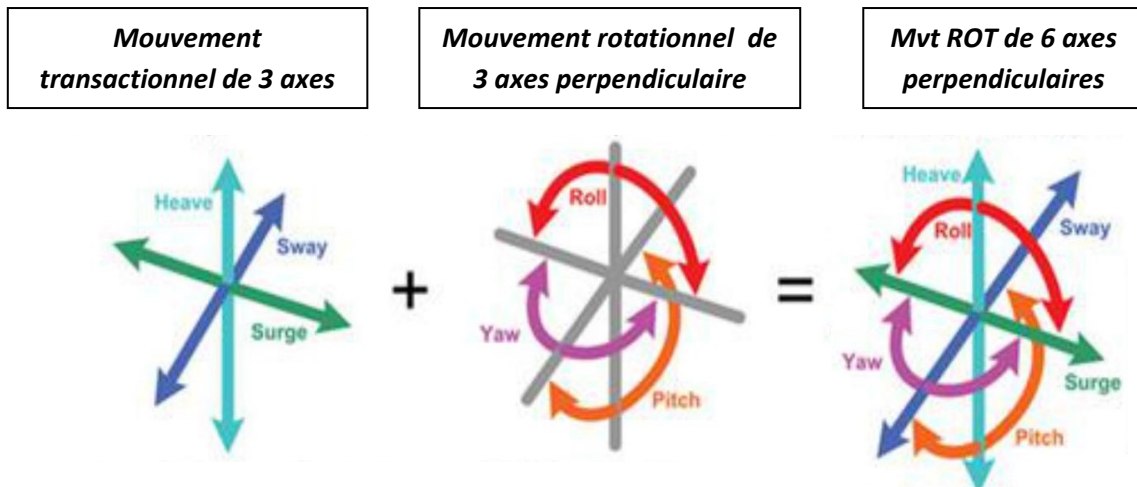 Mouvement
transactionnel de 3 axes
Mouvement rotationnel de
3 axes perpendiculaire
Mvt ROT de 6 axes
perpendiculaires
Heave
Sway
Surge
+
Roll
Yaw
Pitch
=
Heave
Roll
Sway
Yaw
Surge
Pitch